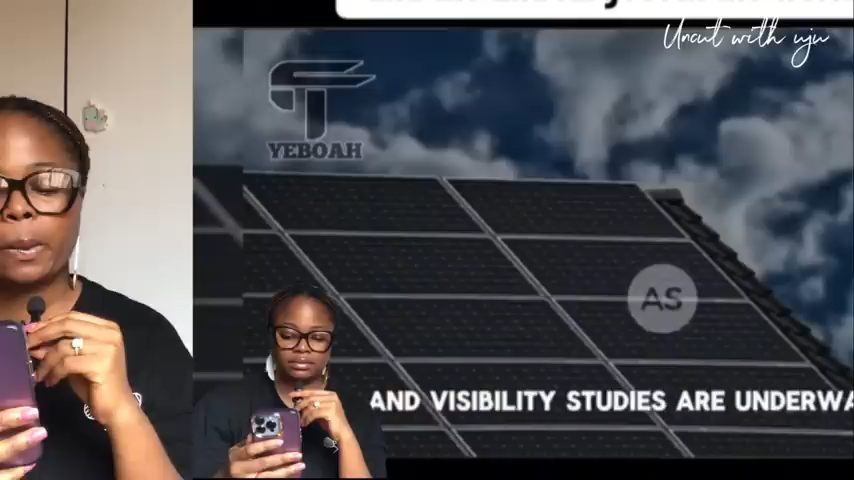 Uncut with uju
YEBOAH
AS
AND VISIBILITY STUDIES ARE UNDERWA